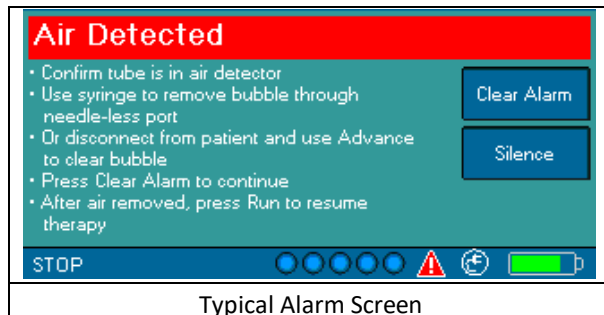 Air Detected
· Confirm tube is in air detector
· Use syringe to remove bubble through
needle-less port
· Or disconnect from patient and use Advance
to clear bubble
· Press Clear Alarm to continue
· After air removed, press Run to resume
therapy
Clear Alarm
Silence
STOP
Typical Alarm Screen